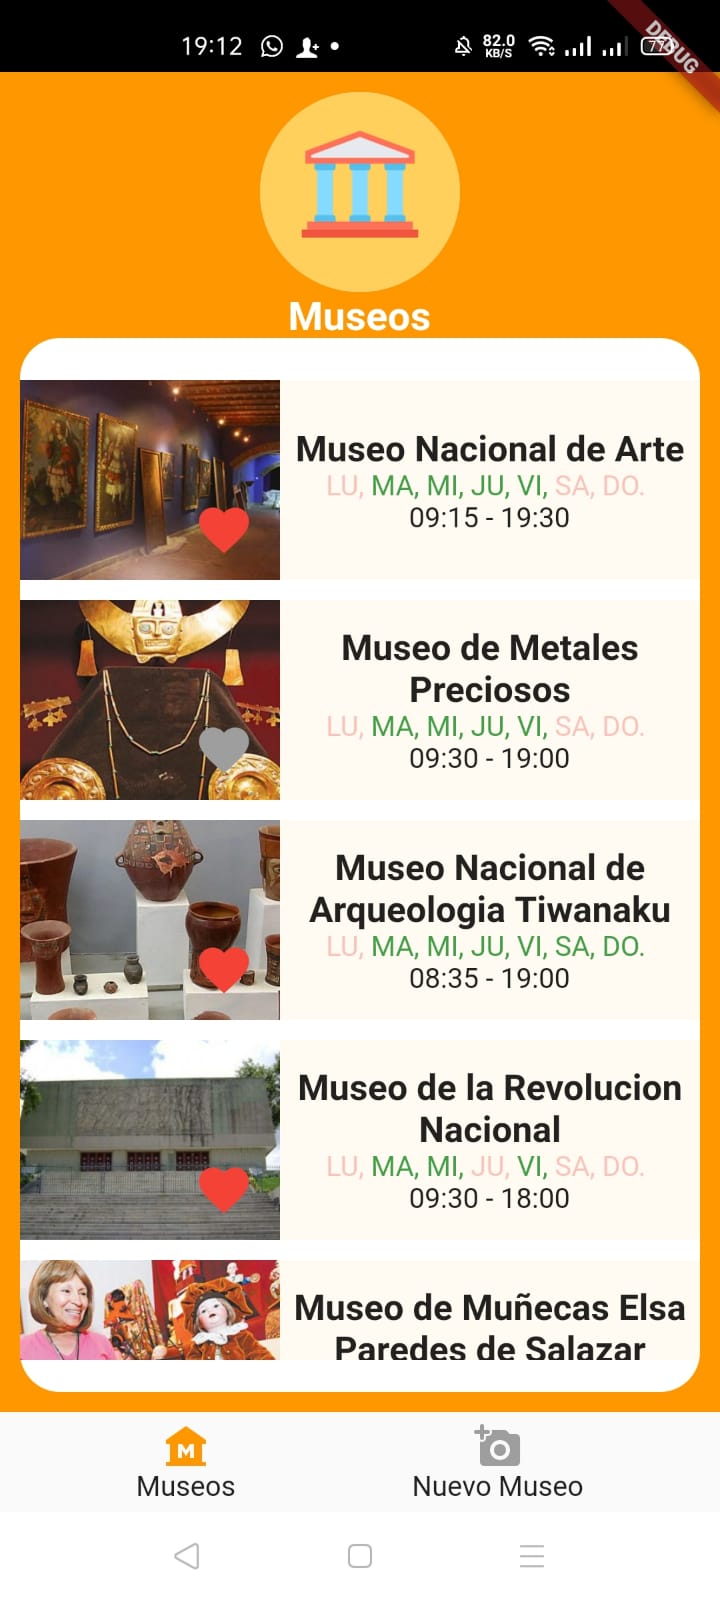 19:12
82.0
KB/S
77
DEBUG
Museos
Museo Nacional de Arte
LU, MA, MI, JU, VI, SA, DO.
09:15 - 19:30
Museo de Metales
Preciosos
LU, MA, MI, JU, VI, SA, DO.
09:30 - 19:00
Museo Nacional de
Arqueologia Tiwanaku
LU, MA, MI, JU, VI, SA, DO.
08:35 - 19:00
Museo de la Revolucion
Nacional
LU, MA, MI, JU, VI, SA, DO.
09:30 - 18:00
Museo de Muñecas Elsa
Paredes de Salazar
M
Museos
Nuevo Museo